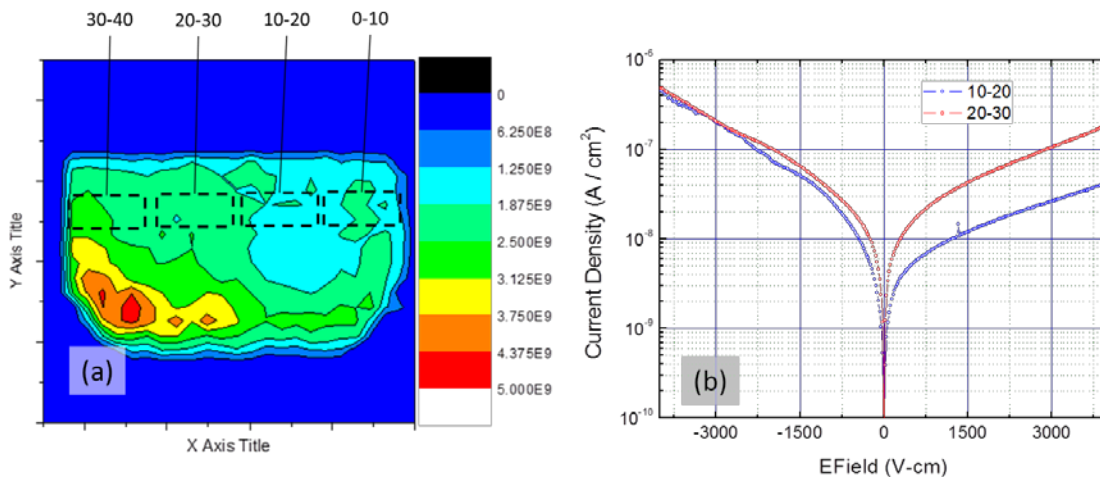 30-40 20-30 10-20 0-10
0
6.250E8
1.250E9
1.875E9
2.500E9
3.125E9
3.750E9
4.375E9
5.000E9
Y Axis Title
X Axis Title
(a)
10-5
10-6
10-7
10-8
10-9
10-10
Current Density (A / cm2)
10-20
20-30
-3000 -1500 0 1500 3000
EField (V-cm)
(b)